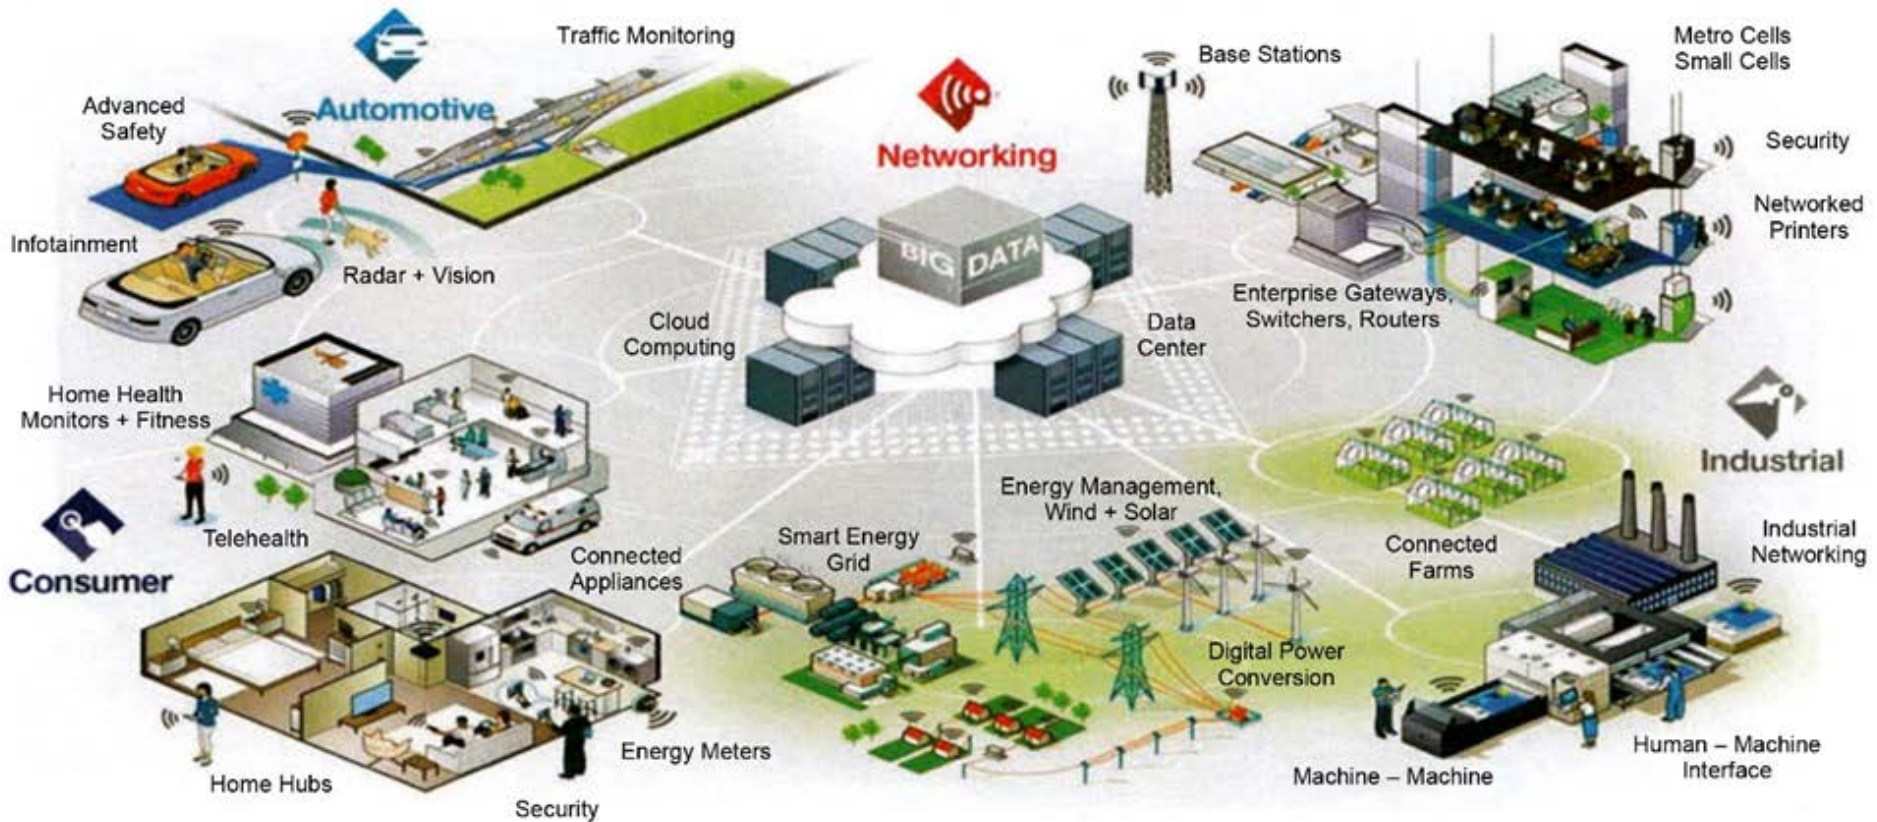 Traffic Monitoring
Automotive
Advanced
Safety
Infotainment
Radar + Vision
Networking
Base Stations
Metro Cells
Small Cells
Security
Networked
Printers
Enterprise Gateways,
Switchers, Routers
BIG DATA
Cloud
Computing
Data
Center
Home Health
Monitors + Fitness
Telehealth
Consumer
Connected
Appliances
Home Hubs
Security
Energy Meters
Smart Energy
Grid
Energy Management,
Wind + Solar
Digital Power
Conversion
Connected
Farms
Industrial
Industrial
Networking
Machine – Machine
Human – Machine
Interface